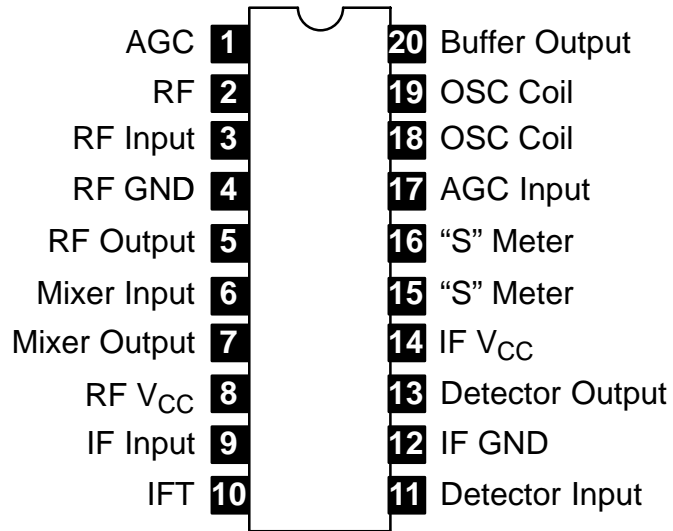 AGC 1 20 Buffer Output
RF 2 19 OSC Coil
RF Input 3 18 OSC Coil
RF GND 4 17 AGC Input
RF Output 5 16 “S” Meter
Mixer Input 6 15 “S” Meter
Mixer Output 7 14 IF VCC
RF VCC 8 13 Detector Output
IF Input 9 12 IF GND
IFT 10 11 Detector Input